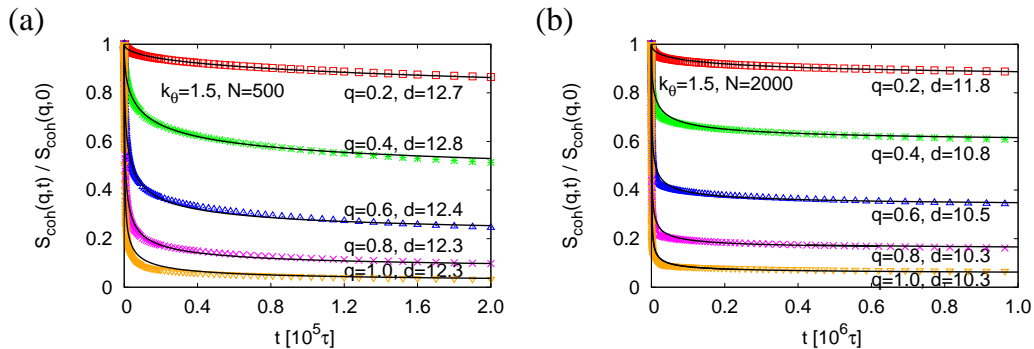 (a)
S_coh(q,t) / S_coh(q,0)
1
0.8
0.6
0.4
0.2
0
k_θ=1.5, N=500
q=0.2, d=12.7
q=0.4, d=12.8
q=0.6, d=12.4
q=0.8, d=12.3
q=1.0, d=12.3
0 0.4 0.8 1.2 1.6 2.0
t [10^5τ]
(b)
S_coh(q,t) / S_coh(q,0)
1
0.8
0.6
0.4
0.2
0
k_θ=1.5, N=2000
q=0.2, d=11.8
q=0.4, d=10.8
q=0.6, d=10.5
q=0.8, d=10.3
q=1.0, d=10.3
0 0.2 0.4 0.6 0.8 1.0
t [10^6τ]